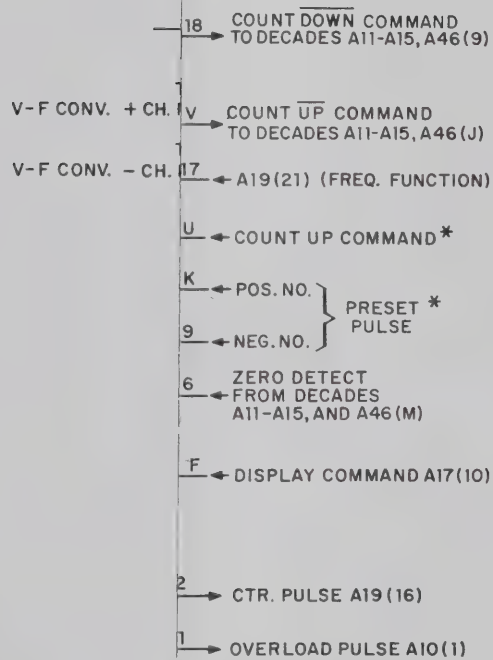 18
COUNT DOWN COMMAND
TO DECADES A11-A15, A46(9)
V-F CONV. + CH.
V
COUNT UP COMMAND
TO DECADES A11-A15, A46(J)
V-F CONV. - CH.
17
A19(21) (FREQ. FUNCTION)
U
COUNT UP COMMAND*
K
POS. NO.
PRESET *
PULSE
9
NEG. NO.
6
ZERO DETECT
FROM DECADES
A11-A15, AND A46(M)
F
DISPLAY COMMAND A17(10)
2
CTR. PULSE A19(16)
1
OVERLOAD PULSE A10(1)